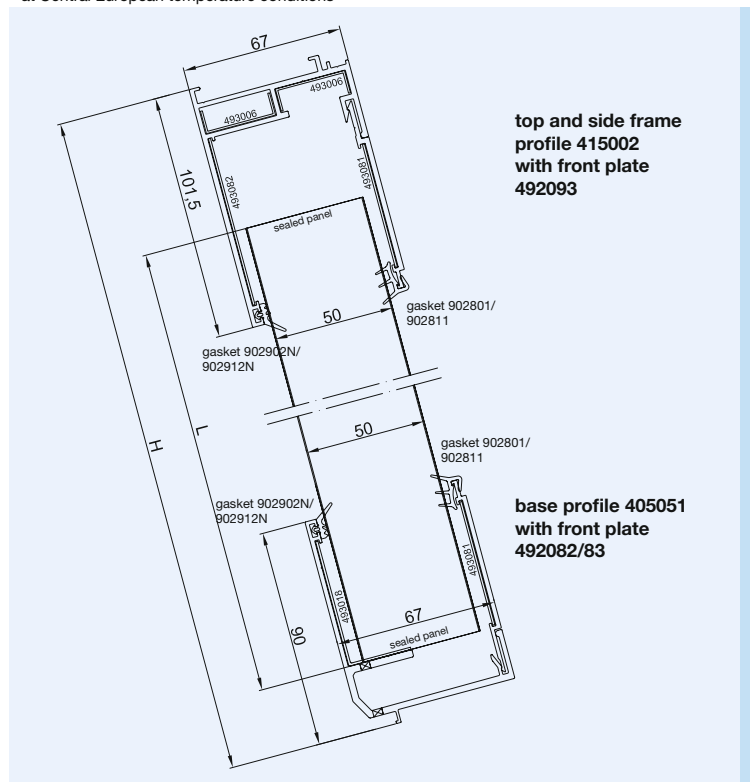 at Central European temperature conditions
67
493006
493006
top and side frame
profile 415002
with front plate
492093
101,5
493082
493081
sealed panel
50
gasket 902801/
902811
gasket 902902N/
902912N
H
L
50
gasket 902801/
902811
gasket 902902N/
902912N
base profile 405051
with front plate
492082/83
493018
493081
67
90
sealed panel